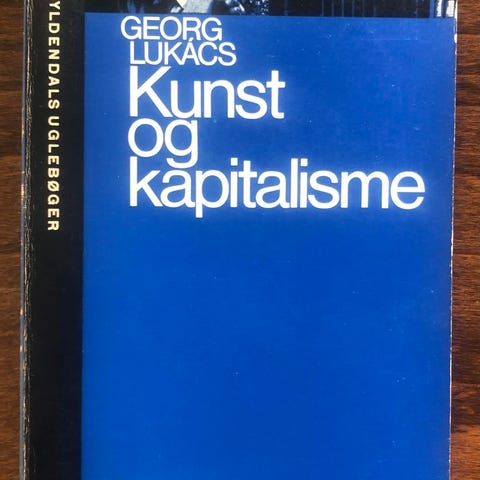 GEORG
LUKÁCS
Kunst
og
kapitalisme
YLDENDALS UGLEBØGER